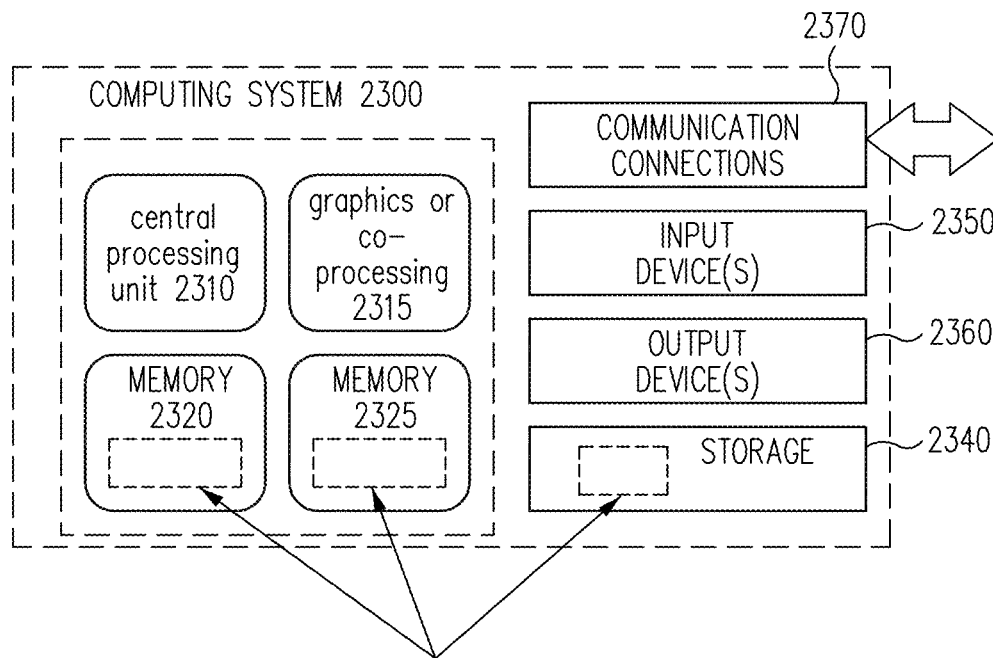 2370
COMPUTING SYSTEM 2300
COMMUNICATION
CONNECTIONS
central
processing
unit 2310
graphics or
co-
processing
2315
INPUT
DEVICE(S)
2350
OUTPUT
DEVICE(S)
2360
MEMORY
2320
MEMORY
2325
STORAGE
2340